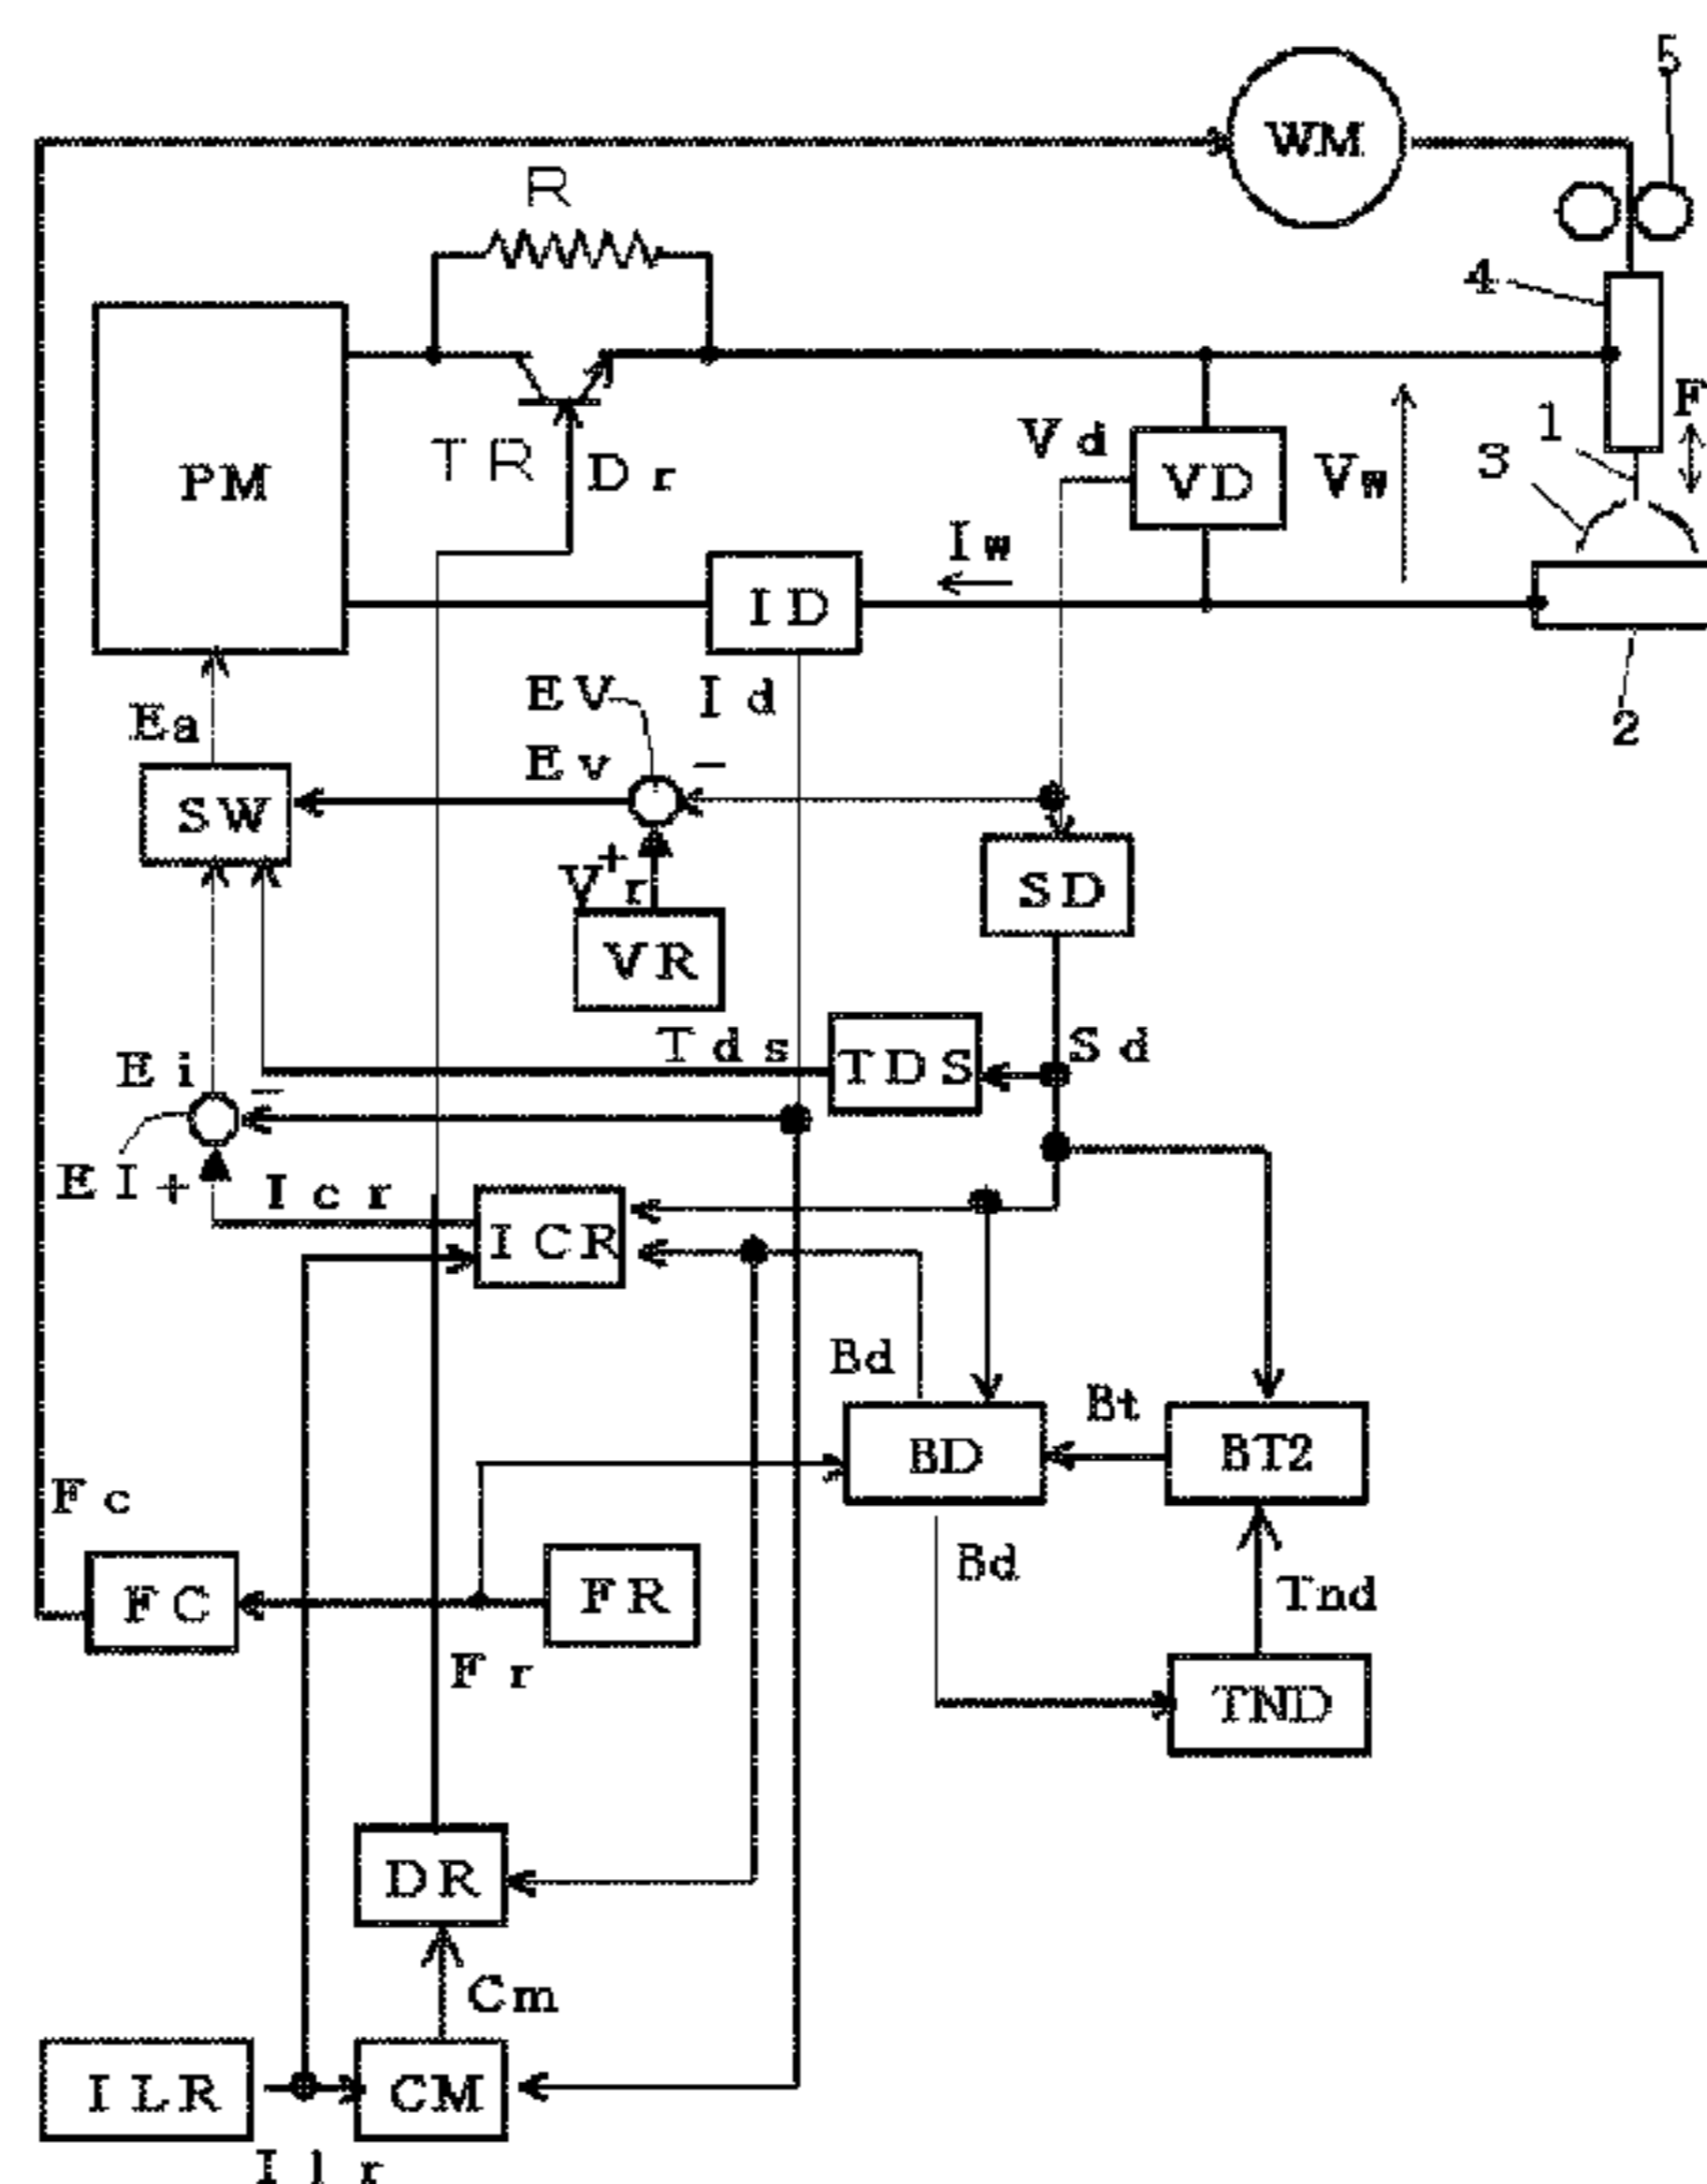 5
WM
R
4
F
1
3
Vd
VD
Vw
PM
TR
Dr
Iw
ID
2
Ea
EV
Id
Ev
-
SW
+
Vr
SD
VR
Tds
TDS
Sd
Ei
-
EI
+
Icr
ICR
Bd
Bt
BD
BT2
Fc
Bd
FC
FR
Tnd
Fr
TND
DR
Cm
ILR
CM
Ilr